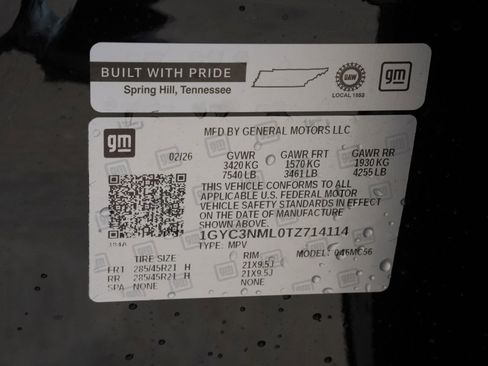 BUILT WITH PRIDE
Spring Hill, Tennessee
UAW
LOCAL 1853
gm
gm
MFD BY GENERAL MOTORS LLC
02/26 GVWR GAWR FRT GAWR RR
3420 KG 1570 KG 1930 KG
7540 LB 3461 LB 4255 LB
THIS VEHICLE CONFORMS TO ALL
APPLICABLE U.S. FEDERAL MOTOR
VEHICLE SAFETY STANDARDS IN EFFECT
ON THE DATE OF MANUFACTURE SHOWN ABOVE.
1GYC3NML0TZ714114
TYPE: MPV MODEL: 046MC56
TIRE SIZE RIM
FRT 285/45R21 H 21X9.5J
RR 285/45R21 H 21X9.5J
SPA NONE NONE